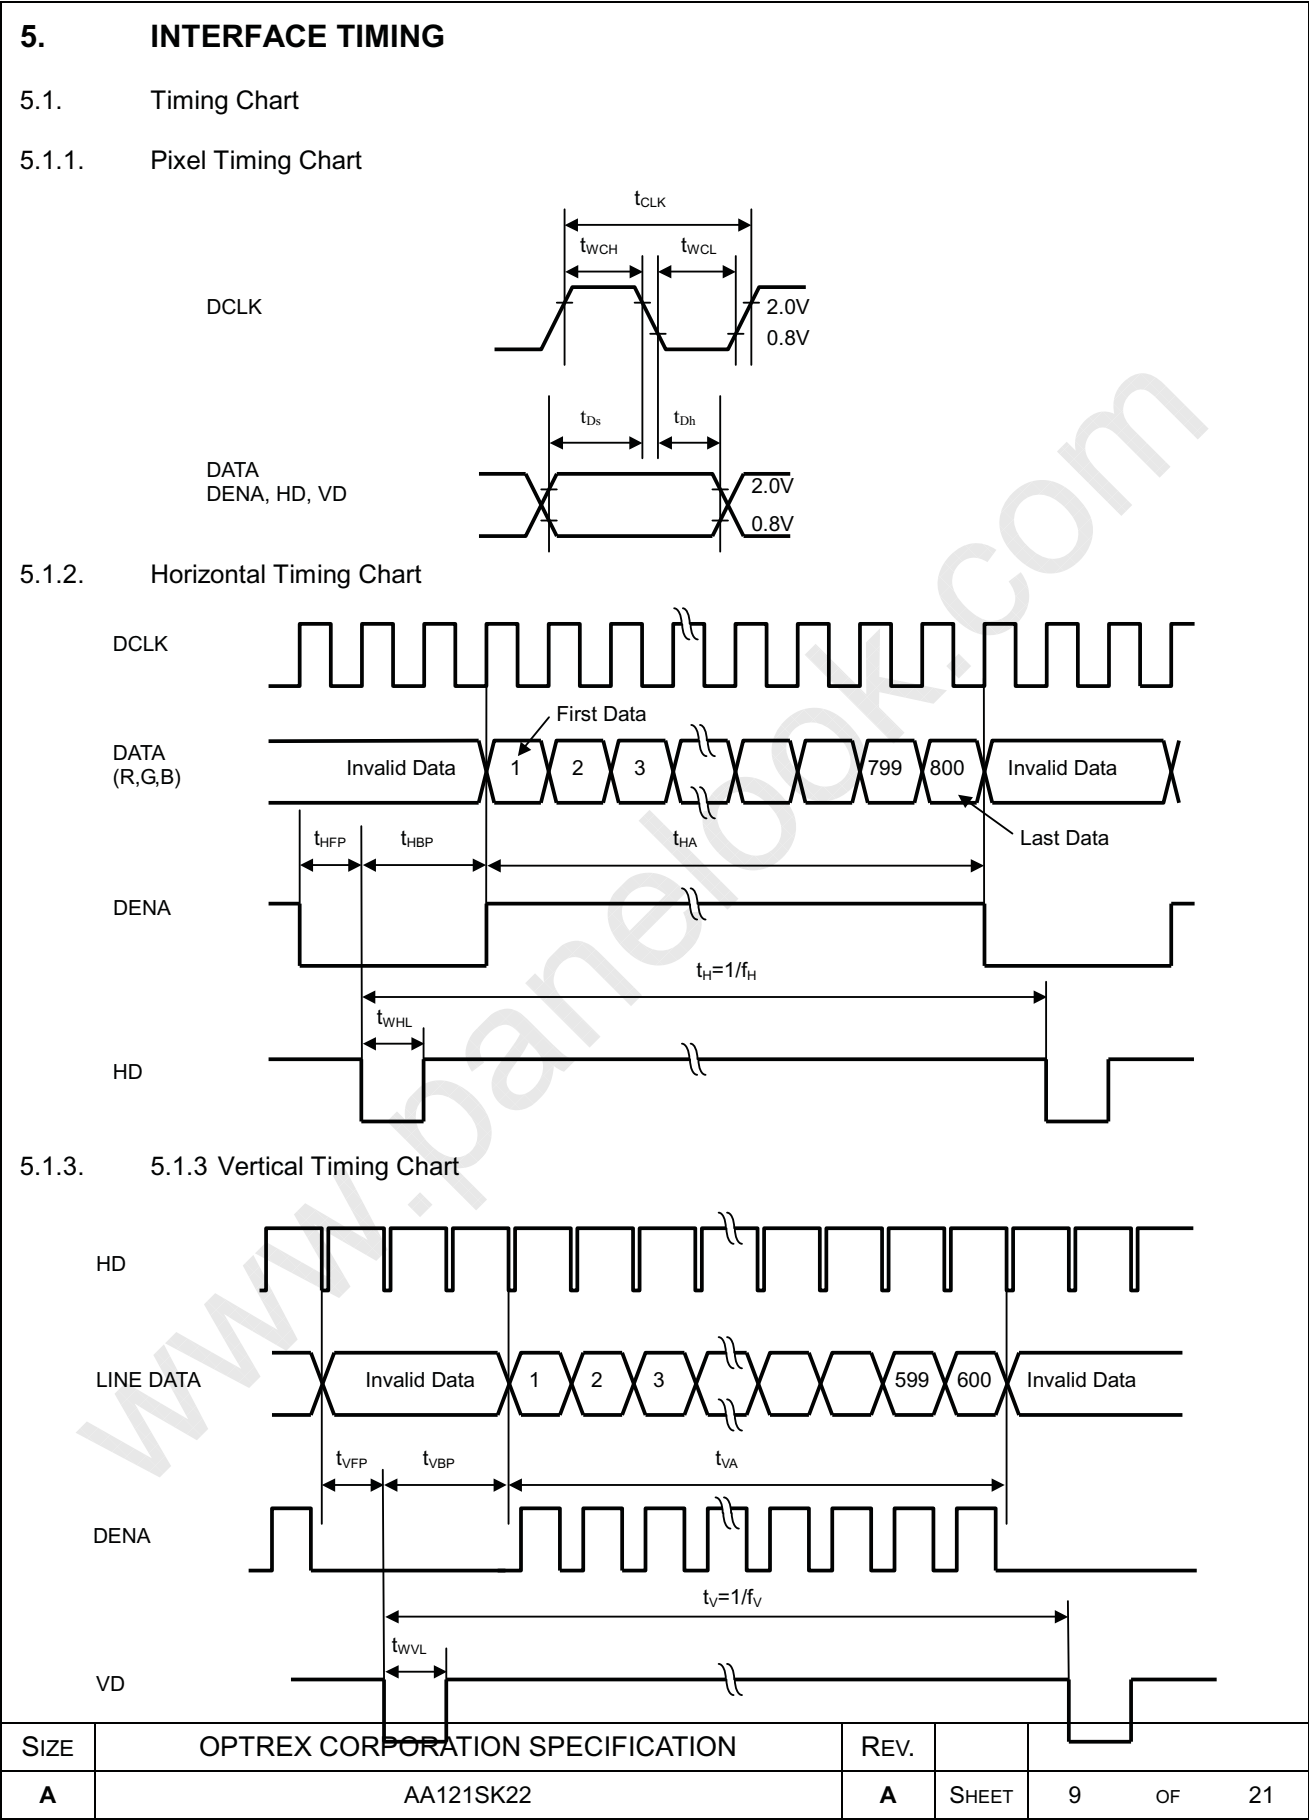 5. INTERFACE TIMING
5.1. Timing Chart
5.1.1. Pixel Timing Chart
tCLK
tWCH tWCL
DCLK
2.0V
0.8V
tDs tDh
DATA
DENA, HD, VD
2.0V
0.8V
5.1.2. Horizontal Timing Chart
DCLK
First Data
DATA
(R,G,B)
Invalid Data 1 2 3 799 800 Invalid Data
Last Data
tHFP tHBP tHA
DENA
tH=1/fH
tWHL
HD
5.1.3. 5.1.3 Vertical Timing Chart
HD
LINE DATA Invalid Data 1 2 3 599 600 Invalid Data
tVFP tVBP tVA
DENA
tV=1/fV
tWVL
VD
SIZE OPTREX CORPORATION SPECIFICATION REV.
A AA121SK22 A SHEET 9 OF 21
www.panelook.com